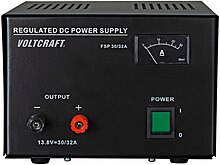 REGULATED DC POWER SUPPLY
VOLTCRAFT.
FSP 30/32A
A
OUTPUT
POWER
I
0
13.8V=30/32A